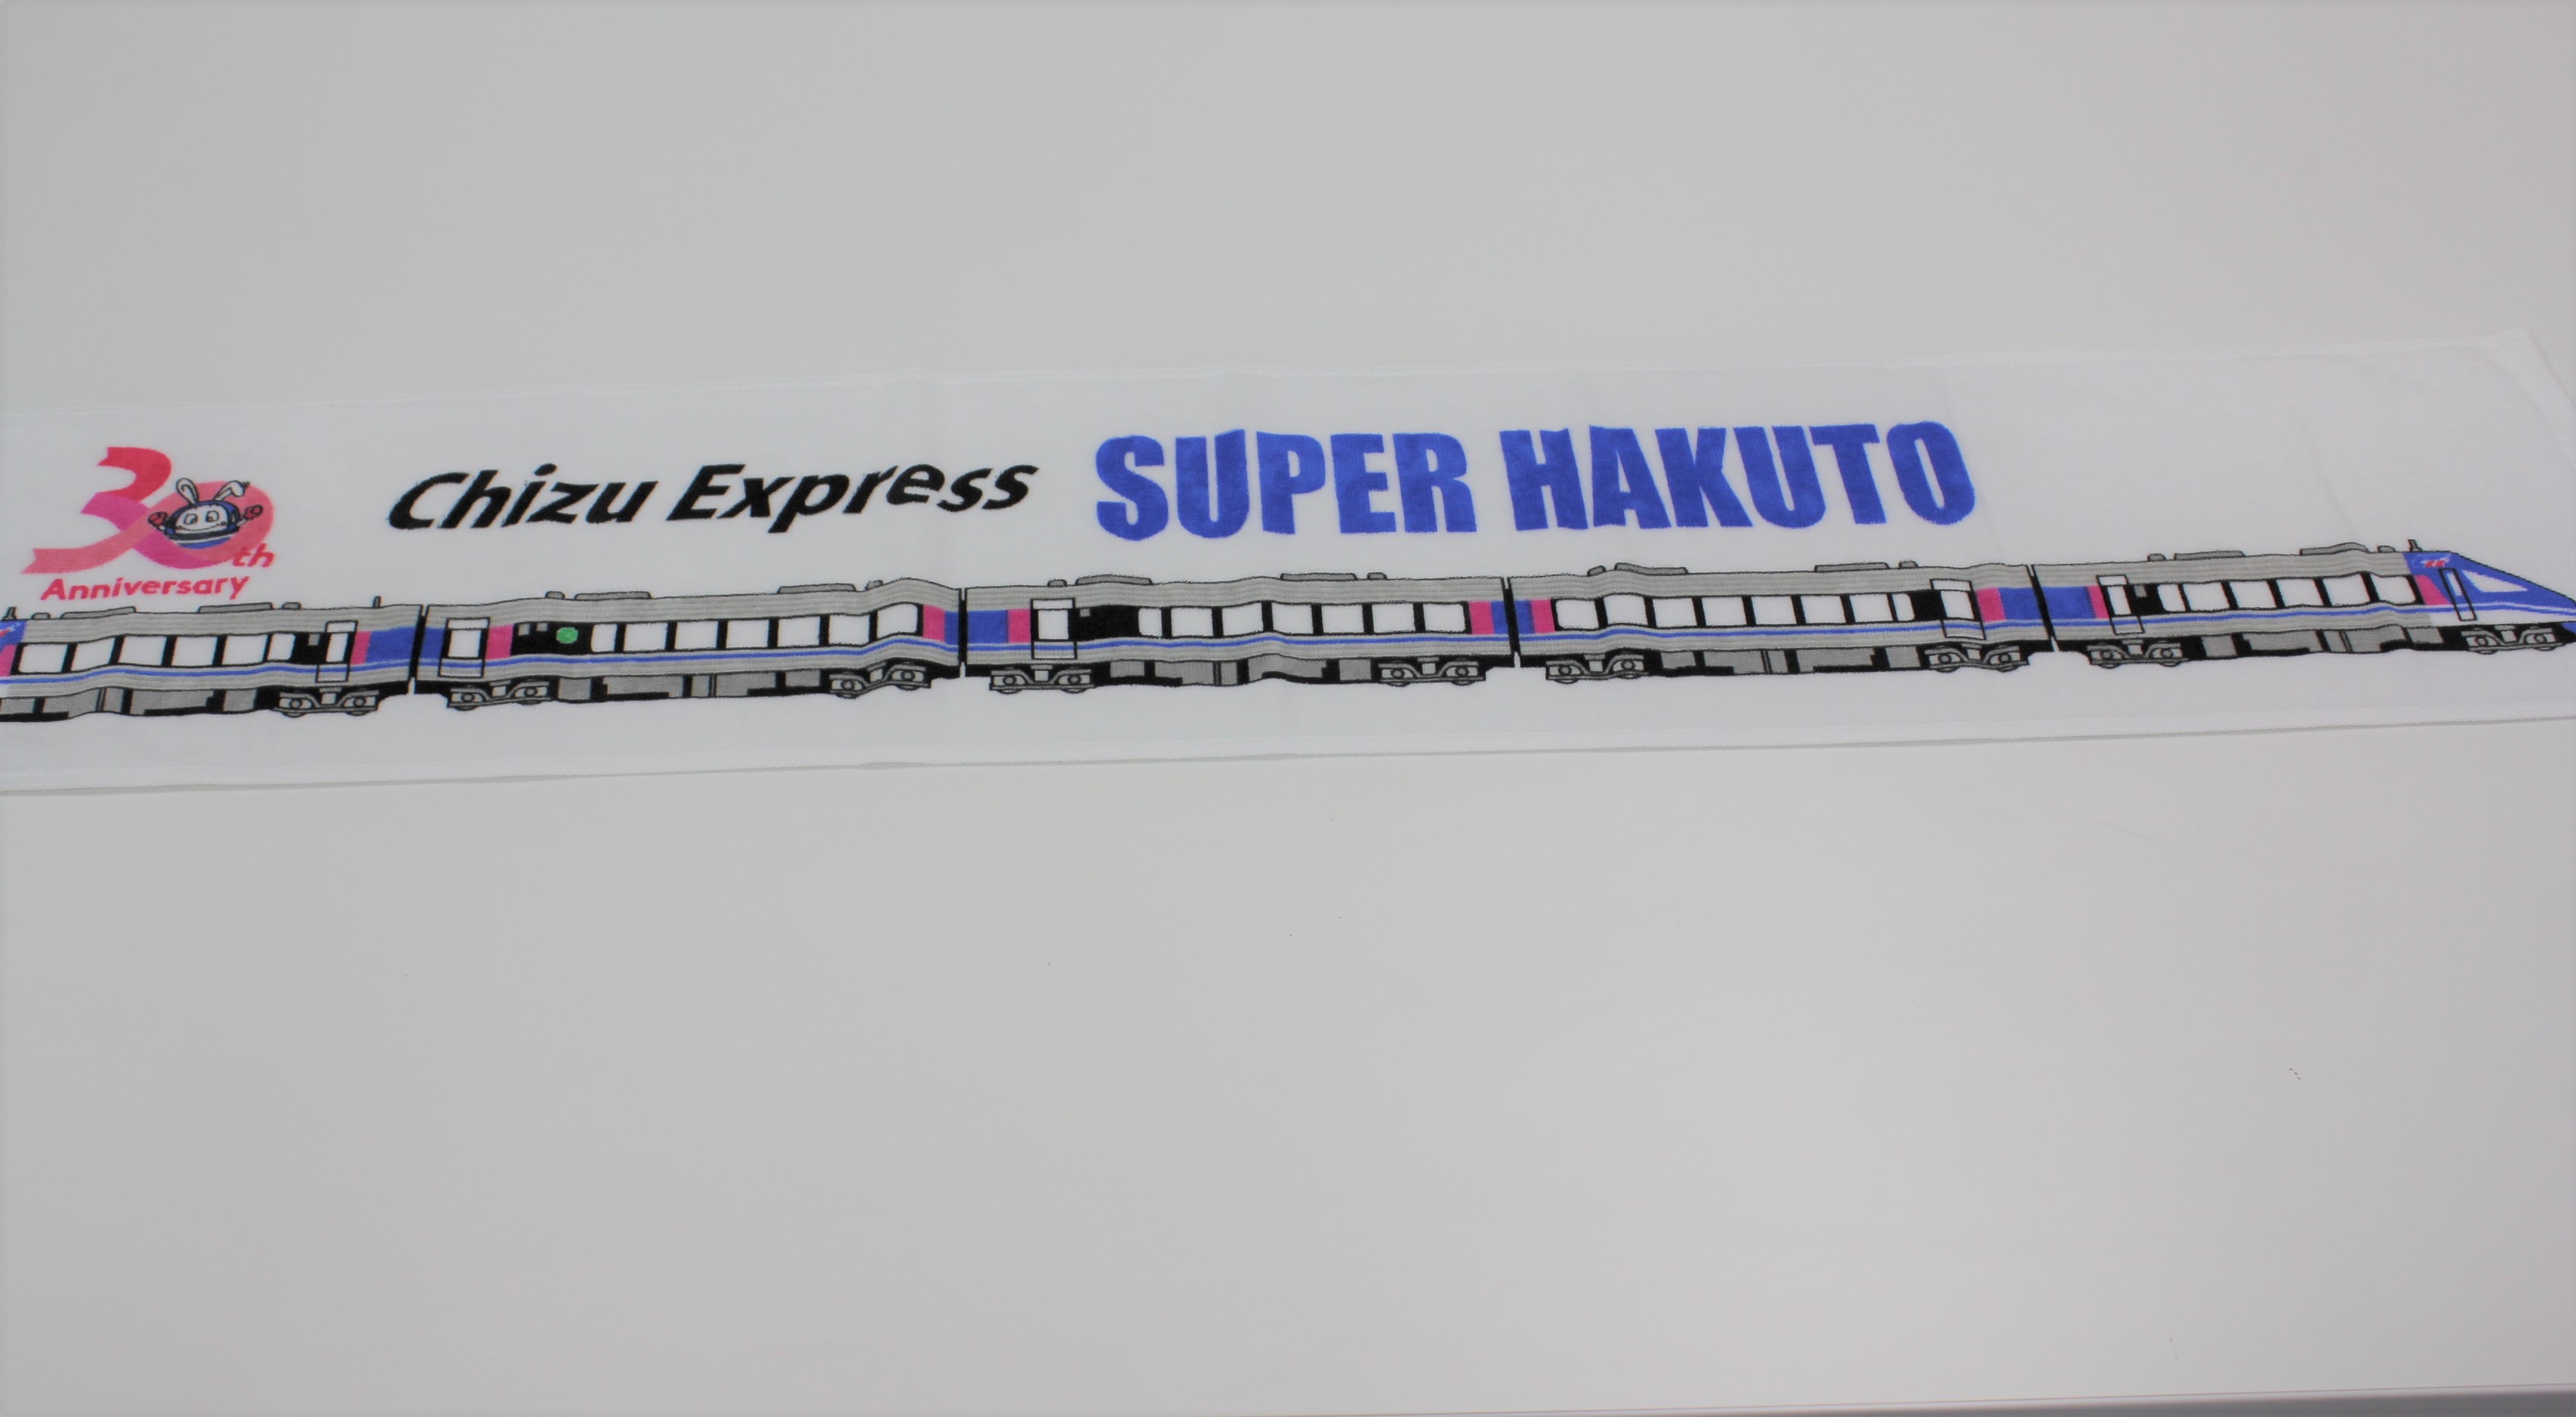 30th
Anniversary
Chizu Express
SUPER HAKUTO